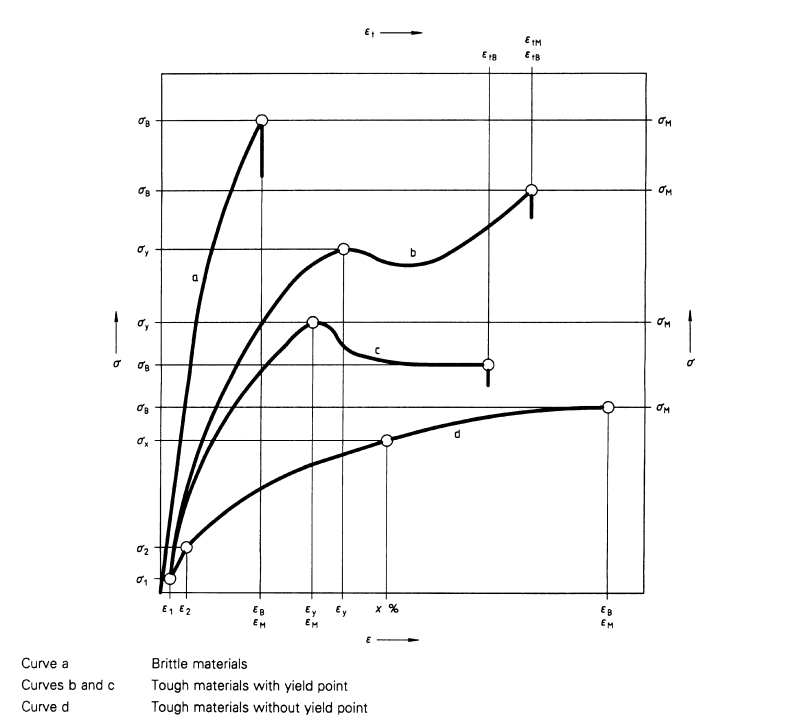 ε_t
ε_tM
ε_tB ε_tB
σ_B σ_M
σ_B σ_M
σ_y b
a
σ_y σ_M
c
σ σ_B σ
σ_B σ_M
d
σ_x
σ_2
σ_1
ε_1 ε_2 ε_B ε_y ε_y x % ε_B
ε_M ε_M ε_M
ε
Curve a Brittle materials
Curves b and c Tough materials with yield point
Curve d Tough materials without yield point